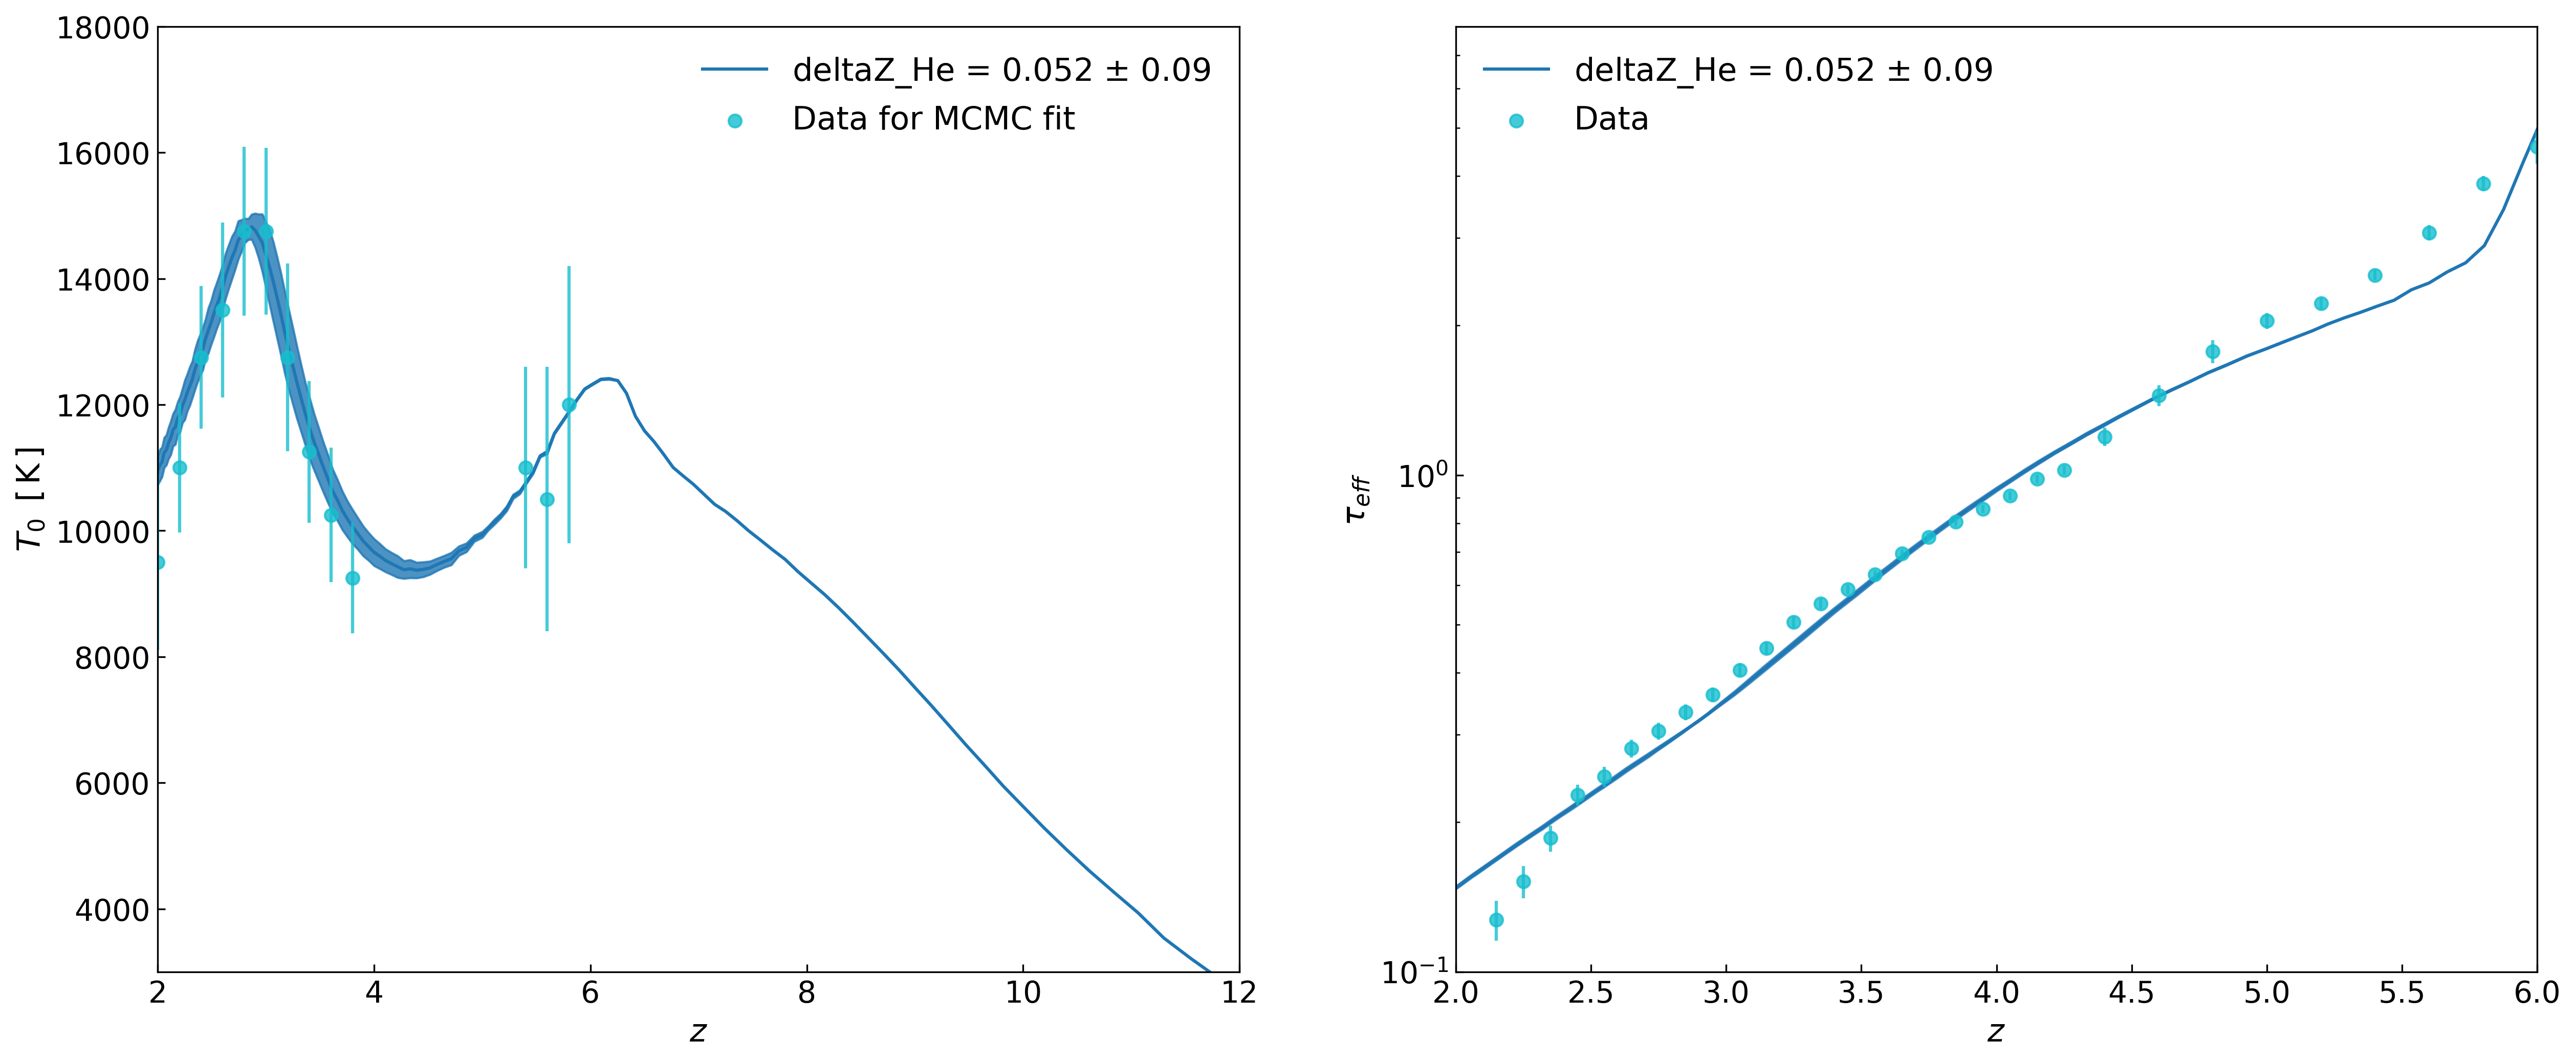 18000
16000
14000
12000
10000
8000
6000
4000
T0 [ K ]
2 4 6 8 10 12
z
deltaZ_He = 0.052 ± 0.09
Data for MCMC fit
10^0
10^-1
τeff
2.0 2.5 3.0 3.5 4.0 4.5 5.0 5.5 6.0
z
deltaZ_He = 0.052 ± 0.09
Data